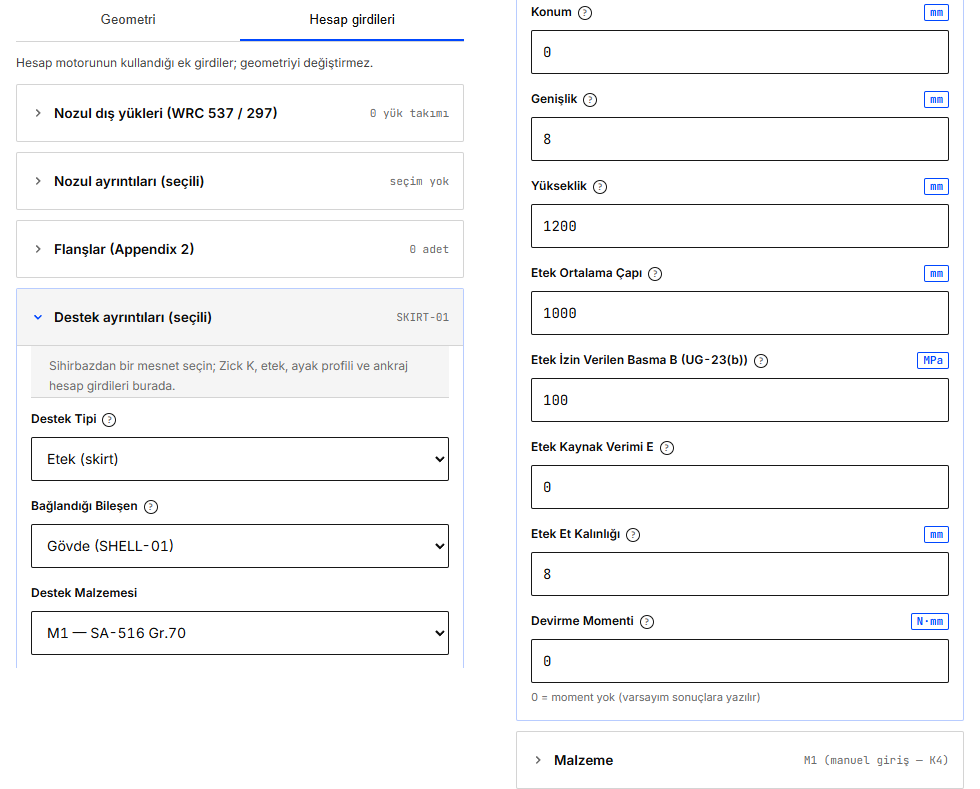 Geometri
Hesap girdileri
Hesap motorunun kullandığı ek girdiler; geometriyi değiştirmez.
Nozul dış yükleri (WRC 537 / 297)
0 yük takımı
Nozul ayrıntıları (seçili)
seçim yok
Flanşlar (Appendix 2)
0 adet
Destek ayrıntıları (seçili)
SKIRT-01
Sihirbazdan bir mesnet seçin; Zick K, etek, ayak profili ve ankraj
hesap girdileri burada.
Destek Tipi ?
Etek (skirt)
Bağlandığı Bileşen ?
Gövde (SHELL-01)
Destek Malzemesi
M1 — SA-516 Gr.70
Konum ?
mm
0
Genişlik ?
mm
8
Yükseklik ?
mm
1200
Etek Ortalama Çapı ?
mm
1000
Etek İzin Verilen Basma B (UG-23(b)) ?
MPa
100
Etek Kaynak Verimi E ?
0
Etek Et Kalınlığı ?
mm
8
Devirme Momenti ?
N·mm
0
0 = moment yok (varsayım sonuçlara yazılır)
Malzeme
M1 (manuel giriş — K4)